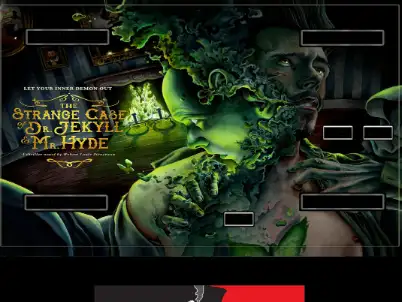 LET YOUR INNER DEMON OUT
THE
STRANGE CASE
OF DR JEKYLL
& MR HYDE